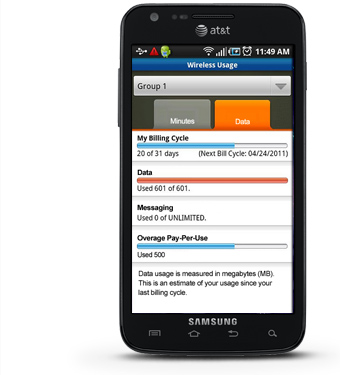 at&t
11:49 AM
Wireless Usage
Group 1
Minutes
Data
My Billing Cycle
20 of 31 days (Next Bill Cycle: 04/24/2011)
Data
Used 601 of 601.
Messaging
Used 0 of UNLIMITED.
Overage Pay-Per-Use
Used 500
Data usage is measured in megabytes (MB).
This is an estimate of your usage since your
last billing cycle.
SAMSUNG